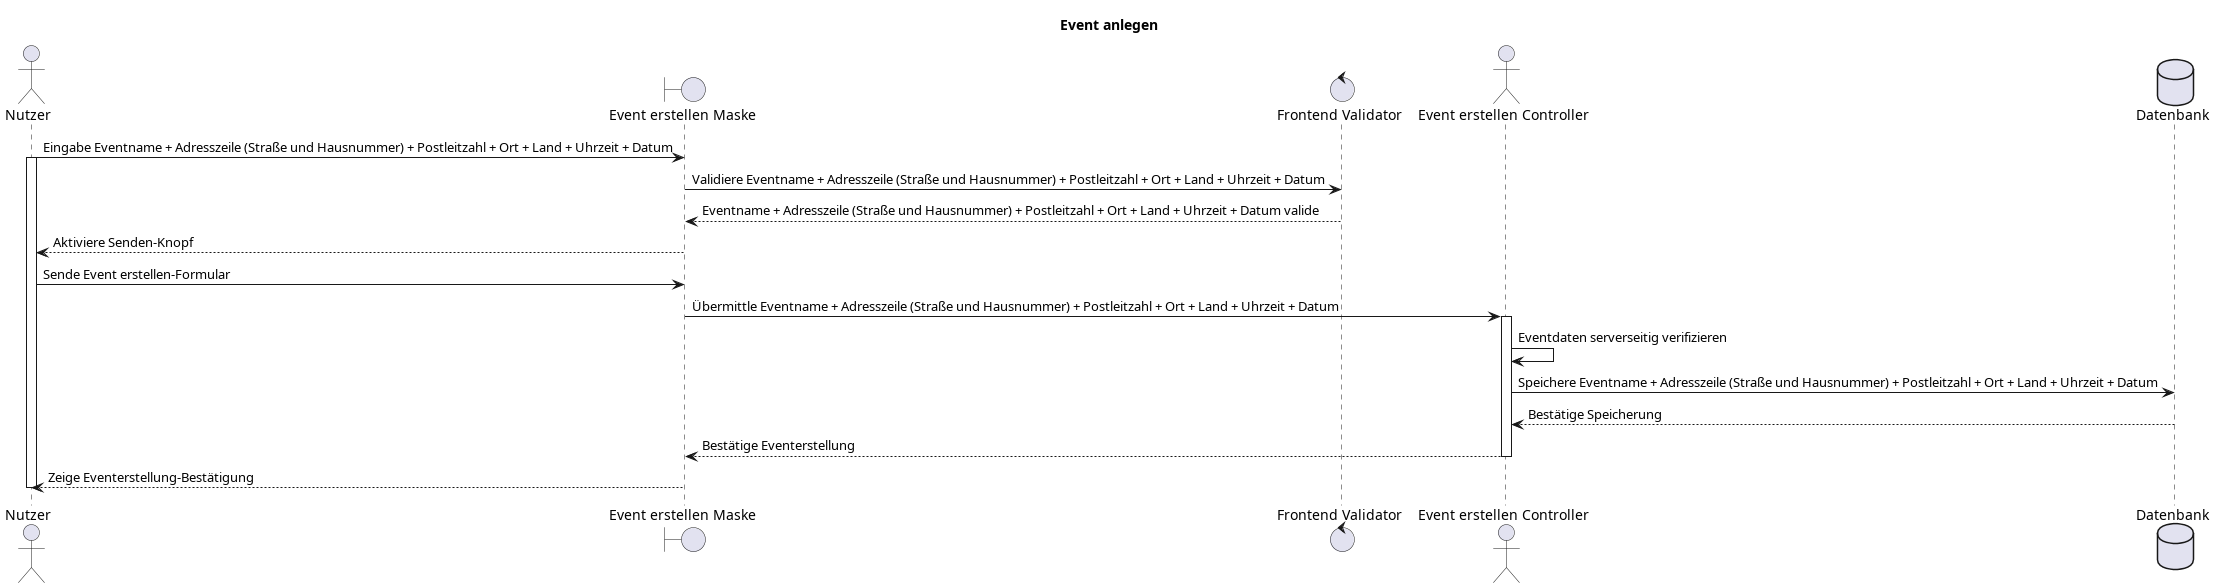 Event anlegen
Nutzer
Event erstellen Maske
Frontend Validator
Event erstellen Controller
Datenbank
Eingabe Eventname + Adresszeile (Straße und Hausnummer) + Postleitzahl + Ort + Land + Uhrzeit + Datum
Validiere Eventname + Adresszeile (Straße und Hausnummer) + Postleitzahl + Ort + Land + Uhrzeit + Datum
Eventname + Adresszeile (Straße und Hausnummer) + Postleitzahl + Ort + Land + Uhrzeit + Datum valide
Aktiviere Senden-Knopf
Sende Event erstellen-Formular
Übermittle Eventname + Adresszeile (Straße und Hausnummer) + Postleitzahl + Ort + Land + Uhrzeit + Datum
Eventdaten serverseitig verifizieren
Speichere Eventname + Adresszeile (Straße und Hausnummer) + Postleitzahl + Ort + Land + Uhrzeit + Datum
Bestätige Speicherung
Bestätige Eventerstellung
Zeige Eventerstellung-Bestätigung
Nutzer
Event erstellen Maske
Frontend Validator
Event erstellen Controller
Datenbank